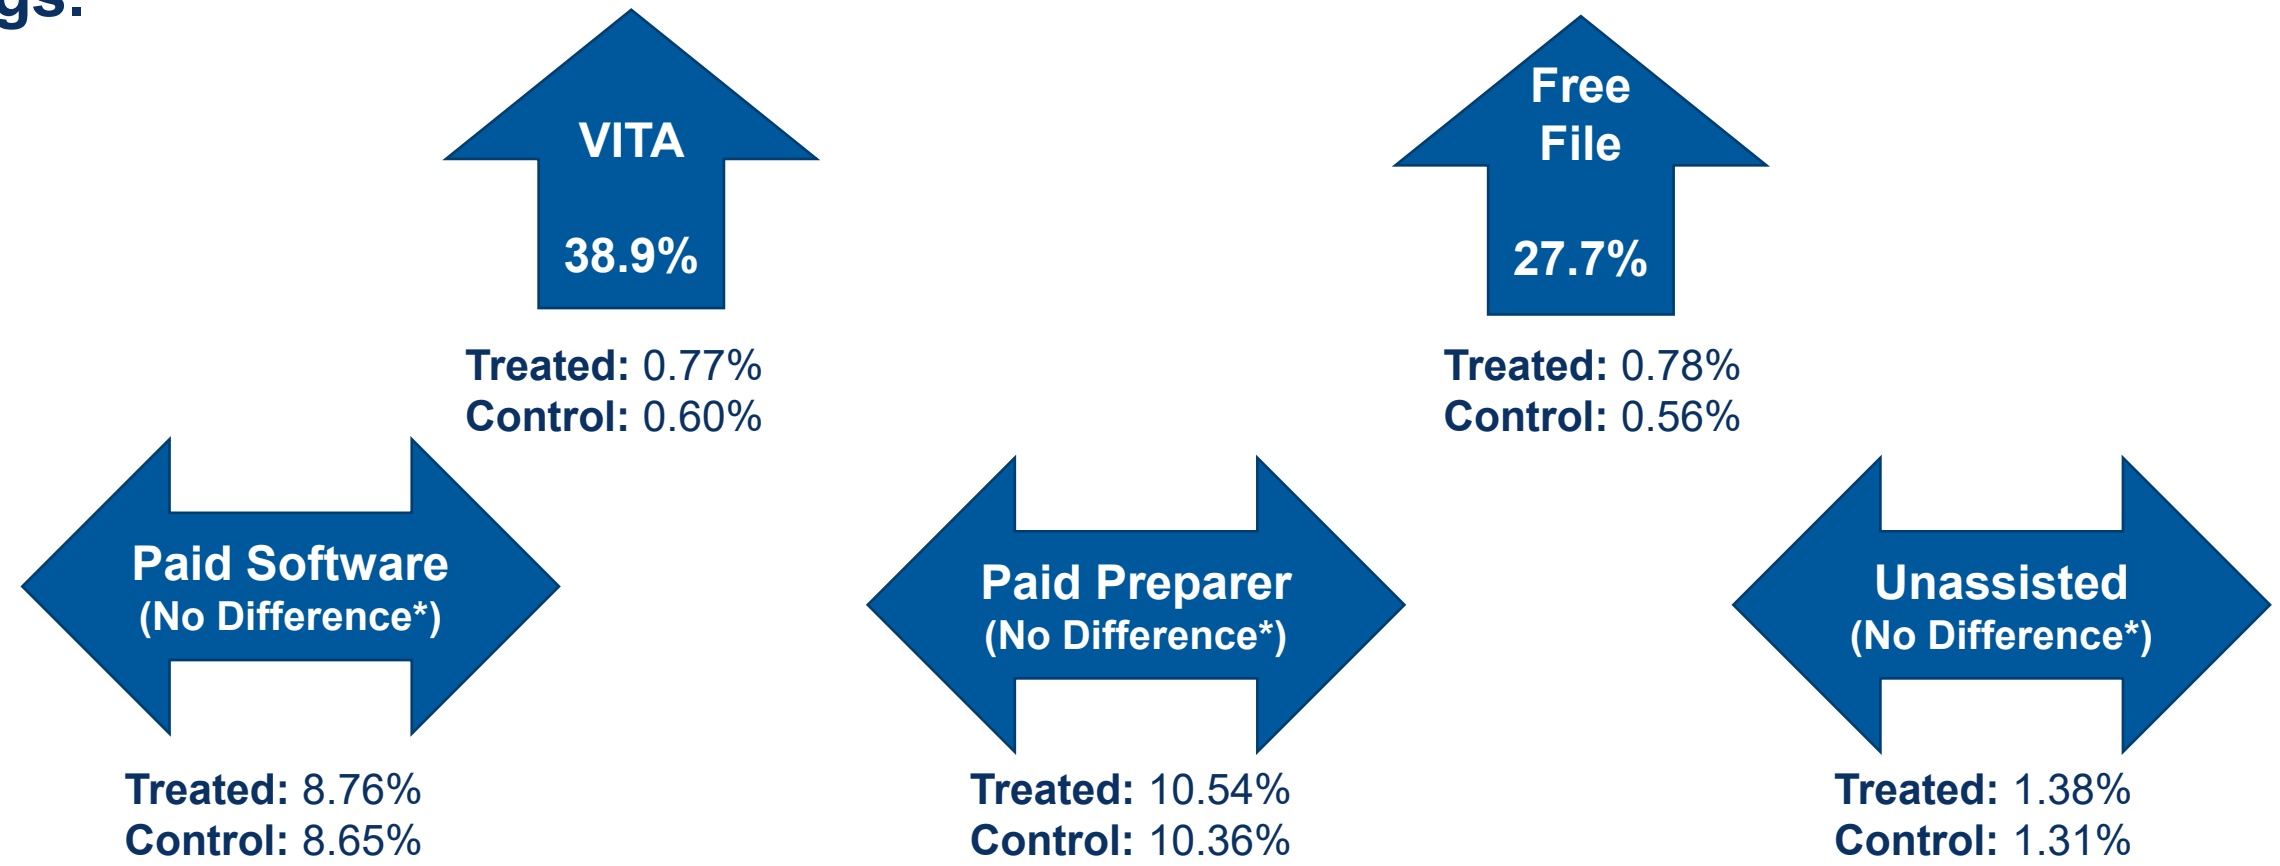 gs.
VITA
38.9%
Treated: 0.77%
Control: 0.60%
Free
File
27.7%
Treated: 0.78%
Control: 0.56%
Paid Software
(No Difference*)
Treated: 8.76%
Control: 8.65%
Paid Preparer
(No Difference*)
Treated: 10.54%
Control: 10.36%
Unassisted
(No Difference*)
Treated: 1.38%
Control: 1.31%